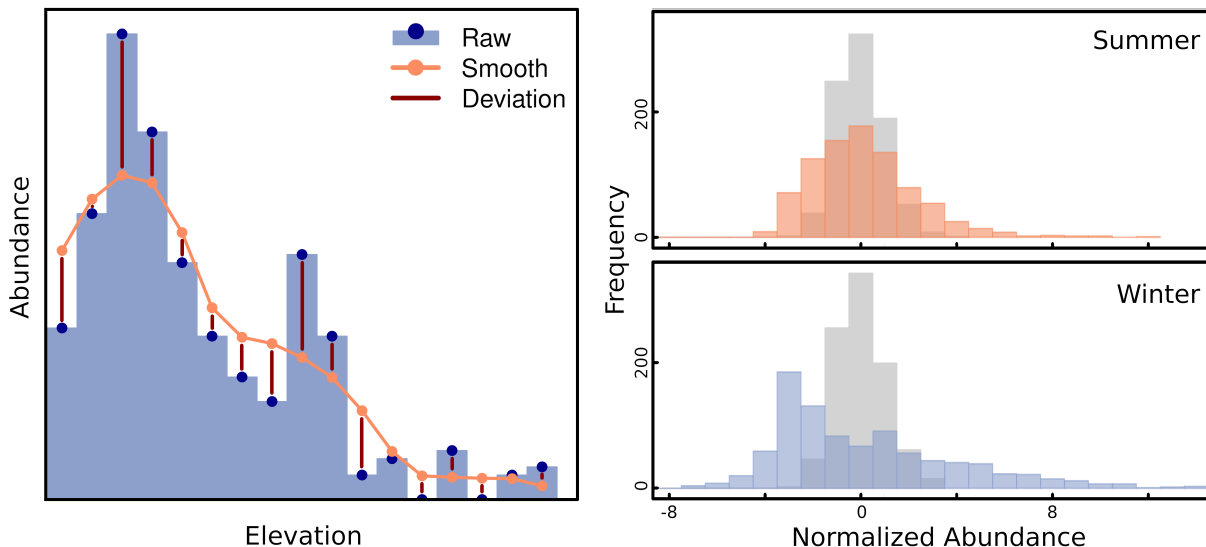 Raw
Smooth
Deviation
Abundance
Elevation
Summer
200
0
Frequency
Winter
200
0
-8
0
8
Normalized Abundance